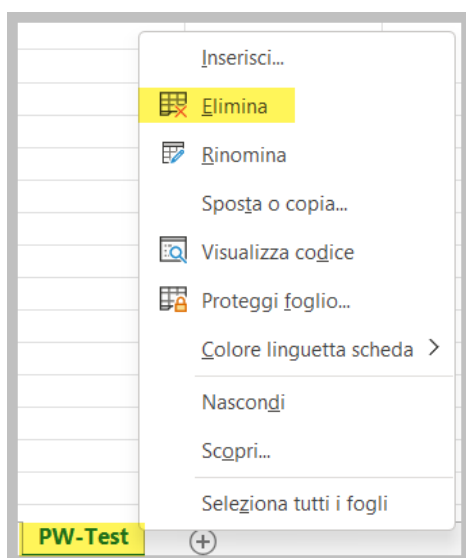 Inserisci...
Elimina
Rinomina
Sposta o copia...
Visualizza codice
Proteggi foglio...
Colore linguetta scheda >
Nascondi
Scopri...
Seleziona tutti i fogli
PW-Test